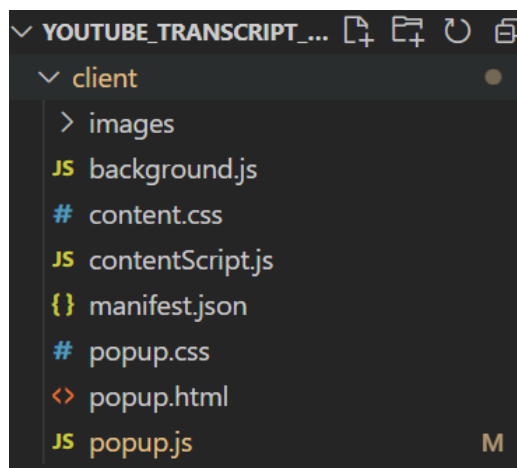 YOUTUBE_TRANSCRIPT_...
client
images
JS background.js
# content.css
JS contentScript.js
{} manifest.json
# popup.css
<> popup.html
JS popup.js M